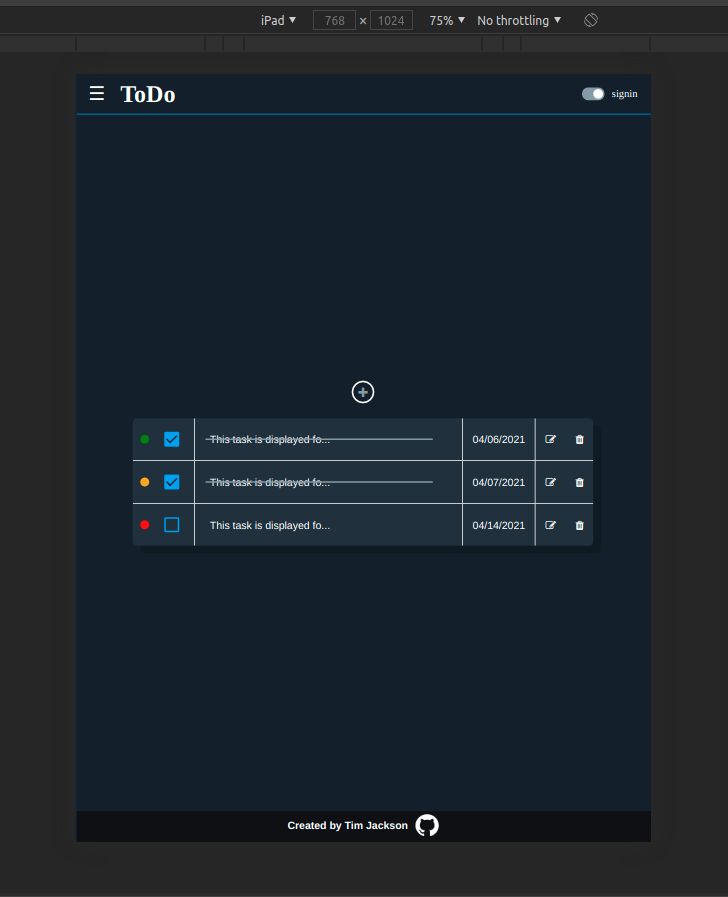 iPad 768 × 1024 75% No throttling
ToDo signin
This task is displayed fo... 04/06/2021
This task is displayed fo... 04/07/2021
This task is displayed fo... 04/14/2021
Created by Tim Jackson